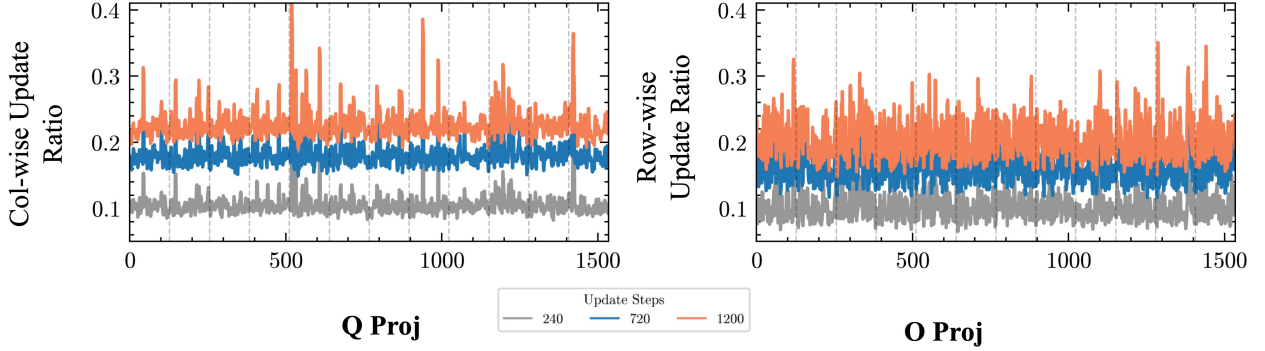 Col-wise Update
Ratio
0.4
0.3
0.2
0.1
0
500
1000
1500
Q Proj
Row-wise
Update Ratio
0.4
0.3
0.2
0.1
0
500
1000
1500
O Proj
Update Steps
240 720 1200